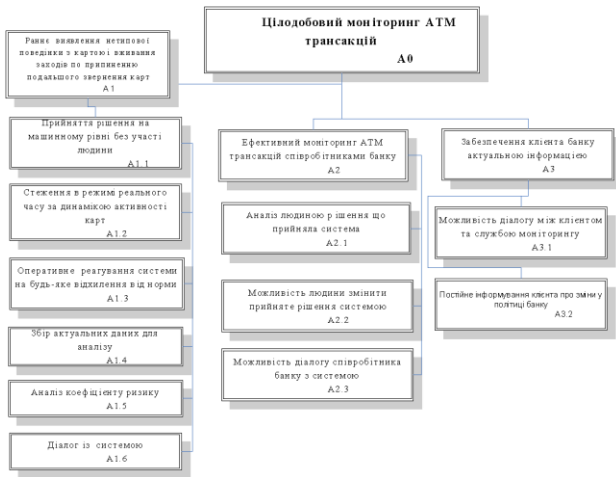 Цілодобовий моніторинг АТМ
трансакцій
А0
Раннє виявлення нетипової
поведінки з картою і вживання
заходів по припиненню
подальшого звернення карт
А1
Прийняття рішення на
машинному рівні без участі
людини
А1.1
Стеження в режимі реального
часу за динамікою активності
карт
А1.2
Оперативне реагування системи
на будь-яке відхилення від норми
А1.3
Збір актуальних даних для
аналізу
А1.4
Аналіз коефіцієнту ризику
А1.5
Діалог із системою
А1.6
Ефективний моніторинг АТМ
трансакцій співробітниками банку
А2
Аналіз людиною рішення що
прийняла система
А2.1
Можливість людини змінити
прийняте рішення системою
А2.2
Можливість діалогу співробітника
банку з системою
А2.3
Забезпечення клієнта банку
актуальною інформацією
А3
Можливість діалогу між клієнтом
та службою моніторингу
А3.1
Постійне інформування клієнта про зміни у
політиці банку
А3.2